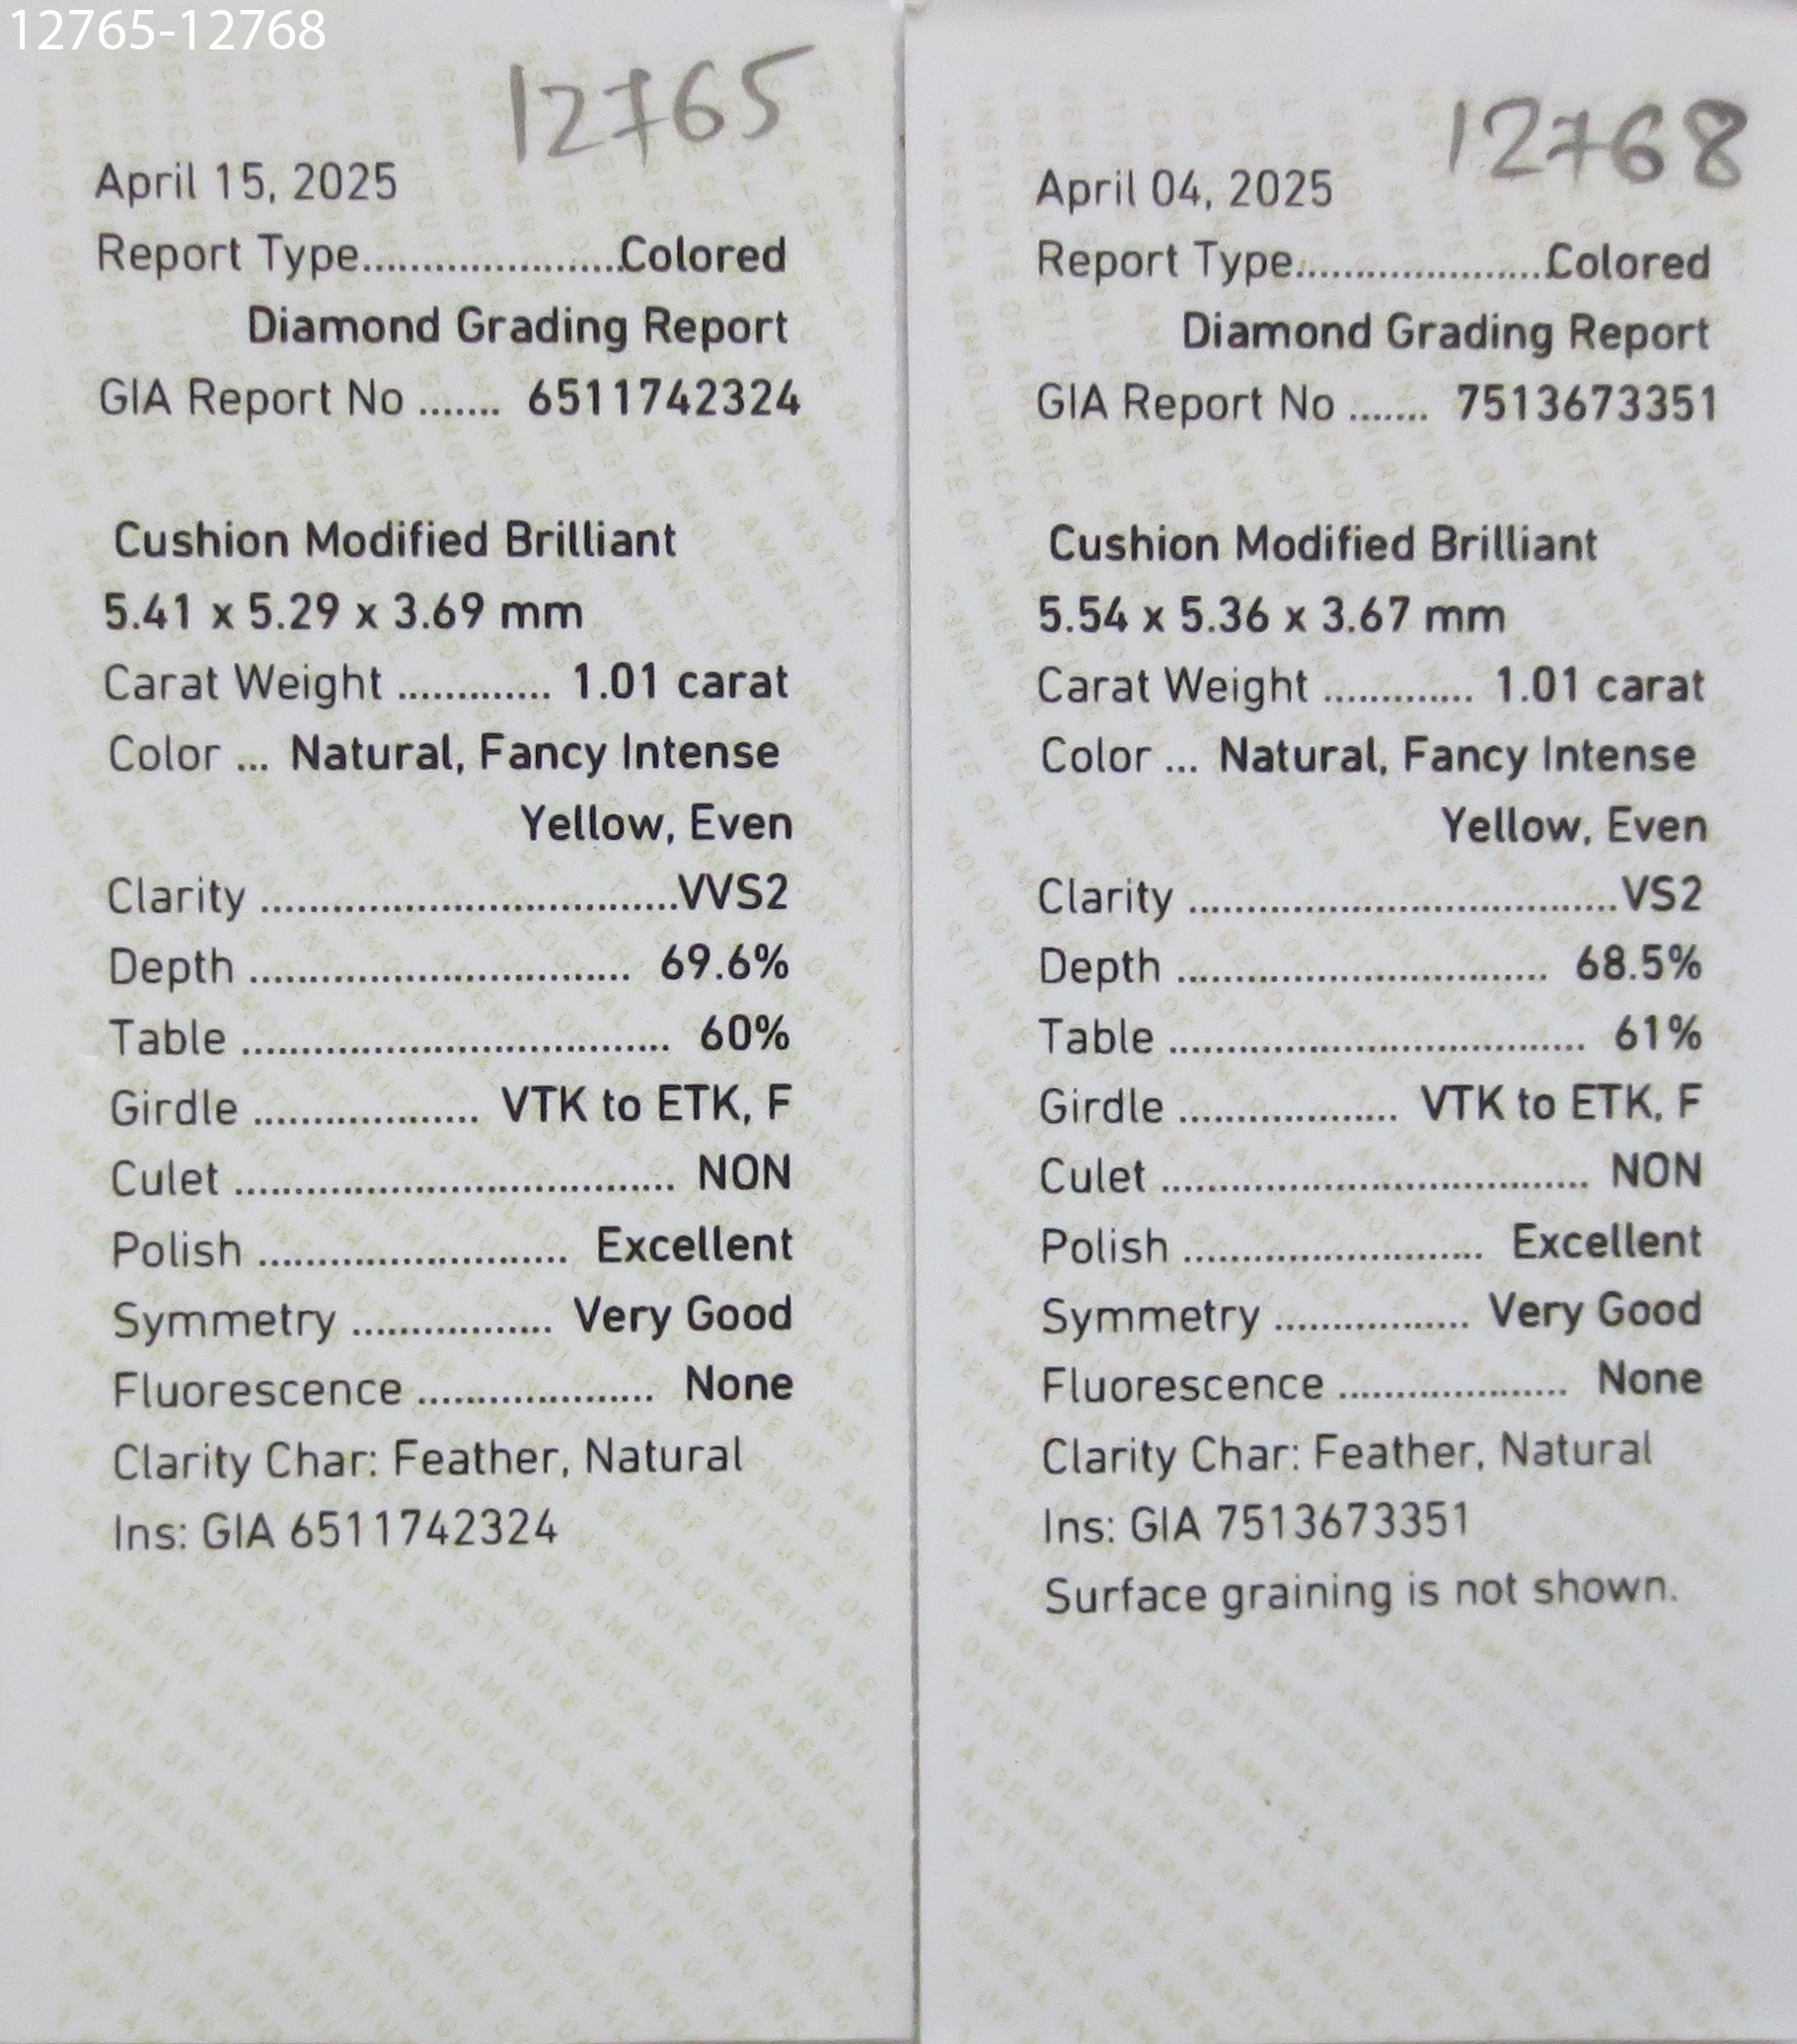 12765-12768
12765
April 15, 2025
Report Type......................Colored
Diamond Grading Report
GIA Report No ....... 6511742324
Cushion Modified Brilliant
5.41 x 5.29 x 3.69 mm
Carat Weight ............. 1.01 carat
Color ... Natural, Fancy Intense
Yellow, Even
Clarity ...................................VVS2
Depth ................................ 69.6%
Table .................................... 60%
Girdle ................... VTK to ETK, F
Culet ..................................... NON
Polish .......................... Excellent
Symmetry ................. Very Good
Fluorescence .................... None
Clarity Char: Feather, Natural
Ins: GIA 6511742324
12768
April 04, 2025
Report Type.....................Colored
Diamond Grading Report
GIA Report No ....... 7513673351
Cushion Modified Brilliant
5.54 x 5.36 x 3.67 mm
Carat Weight ............. 1.01 carat
Color ... Natural, Fancy Intense
Yellow, Even
Clarity ....................................VS2
Depth ............................... 68.5%
Table ................................... 61%
Girdle ................... VTK to ETK, F
Culet .................................... NON
Polish ......................... Excellent
Symmetry ................. Very Good
Fluorescence .................... None
Clarity Char: Feather, Natural
Ins: GIA 7513673351
Surface graining is not shown.